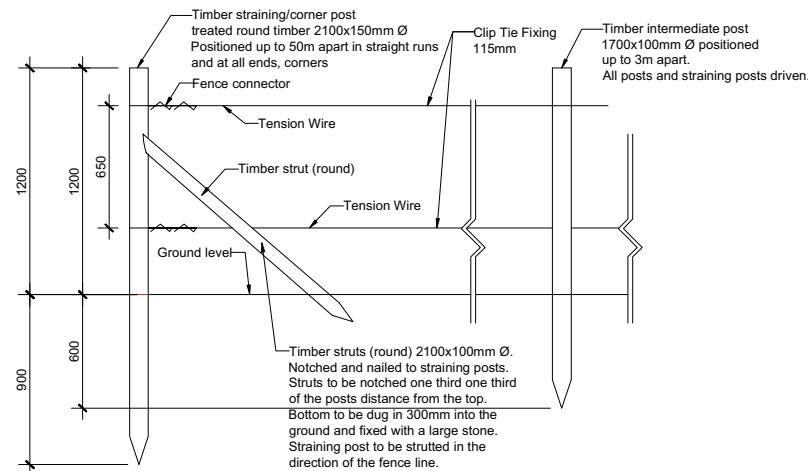 Timber straining/corner post
treated round timber 2100x150mm Ø
Positioned up to 50m apart in straight runs
and at all ends, corners
Clip Tie Fixing
115mm
Timber intermediate post
1700x100mm Ø positioned
up to 3m apart.
All posts and straining posts driven.
Fence connector
Tension Wire
1200
1200
650
Timber strut (round)
Tension Wire
Ground level
900
600
Timber struts (round) 2100x100mm Ø.
Notched and nailed to straining posts.
Struts to be notched one third one third
of the posts distance from the top.
Bottom to be dug in 300mm into the
ground and fixed with a large stone.
Straining post to be strutted in the
direction of the fence line.